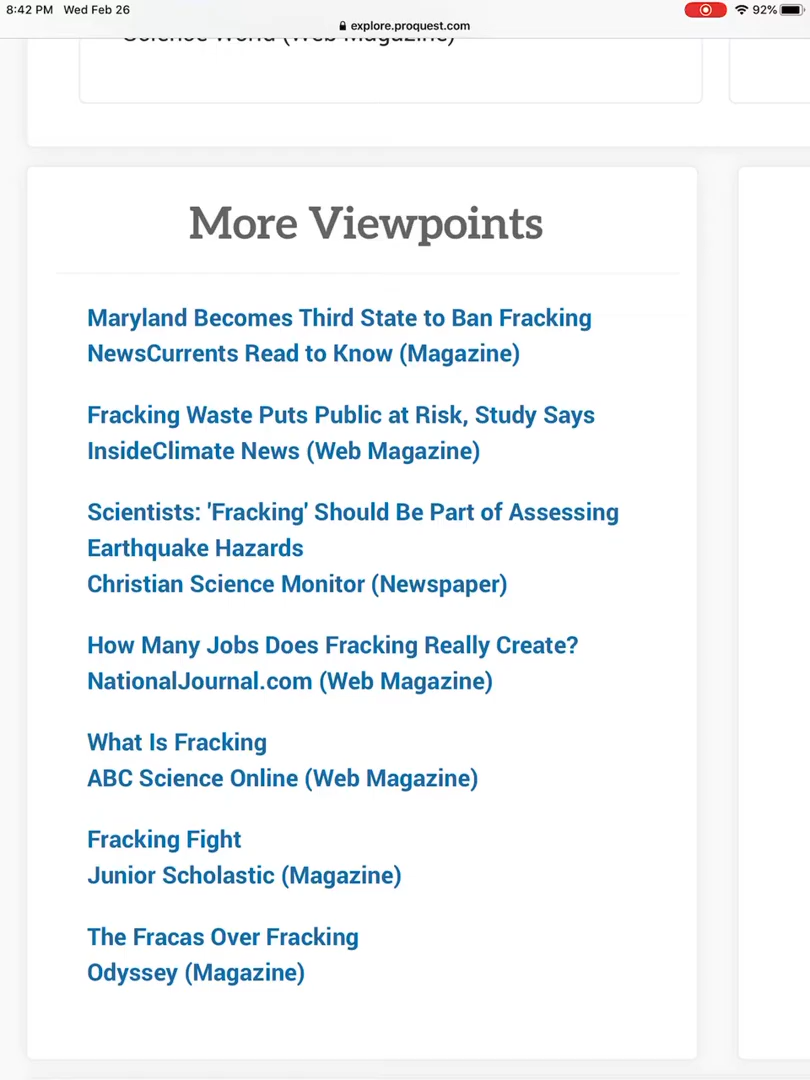 8:42 PM Wed Feb 26
92%
explore.proquest.com
Science World (Web Magazine)
More Viewpoints
Maryland Becomes Third State to Ban Fracking
NewsCurrents Read to Know (Magazine)
Fracking Waste Puts Public at Risk, Study Says
InsideClimate News (Web Magazine)
Scientists: 'Fracking' Should Be Part of Assessing
Earthquake Hazards
Christian Science Monitor (Newspaper)
How Many Jobs Does Fracking Really Create?
NationalJournal.com (Web Magazine)
What Is Fracking
ABC Science Online (Web Magazine)
Fracking Fight
Junior Scholastic (Magazine)
The Fracas Over Fracking
Odyssey (Magazine)